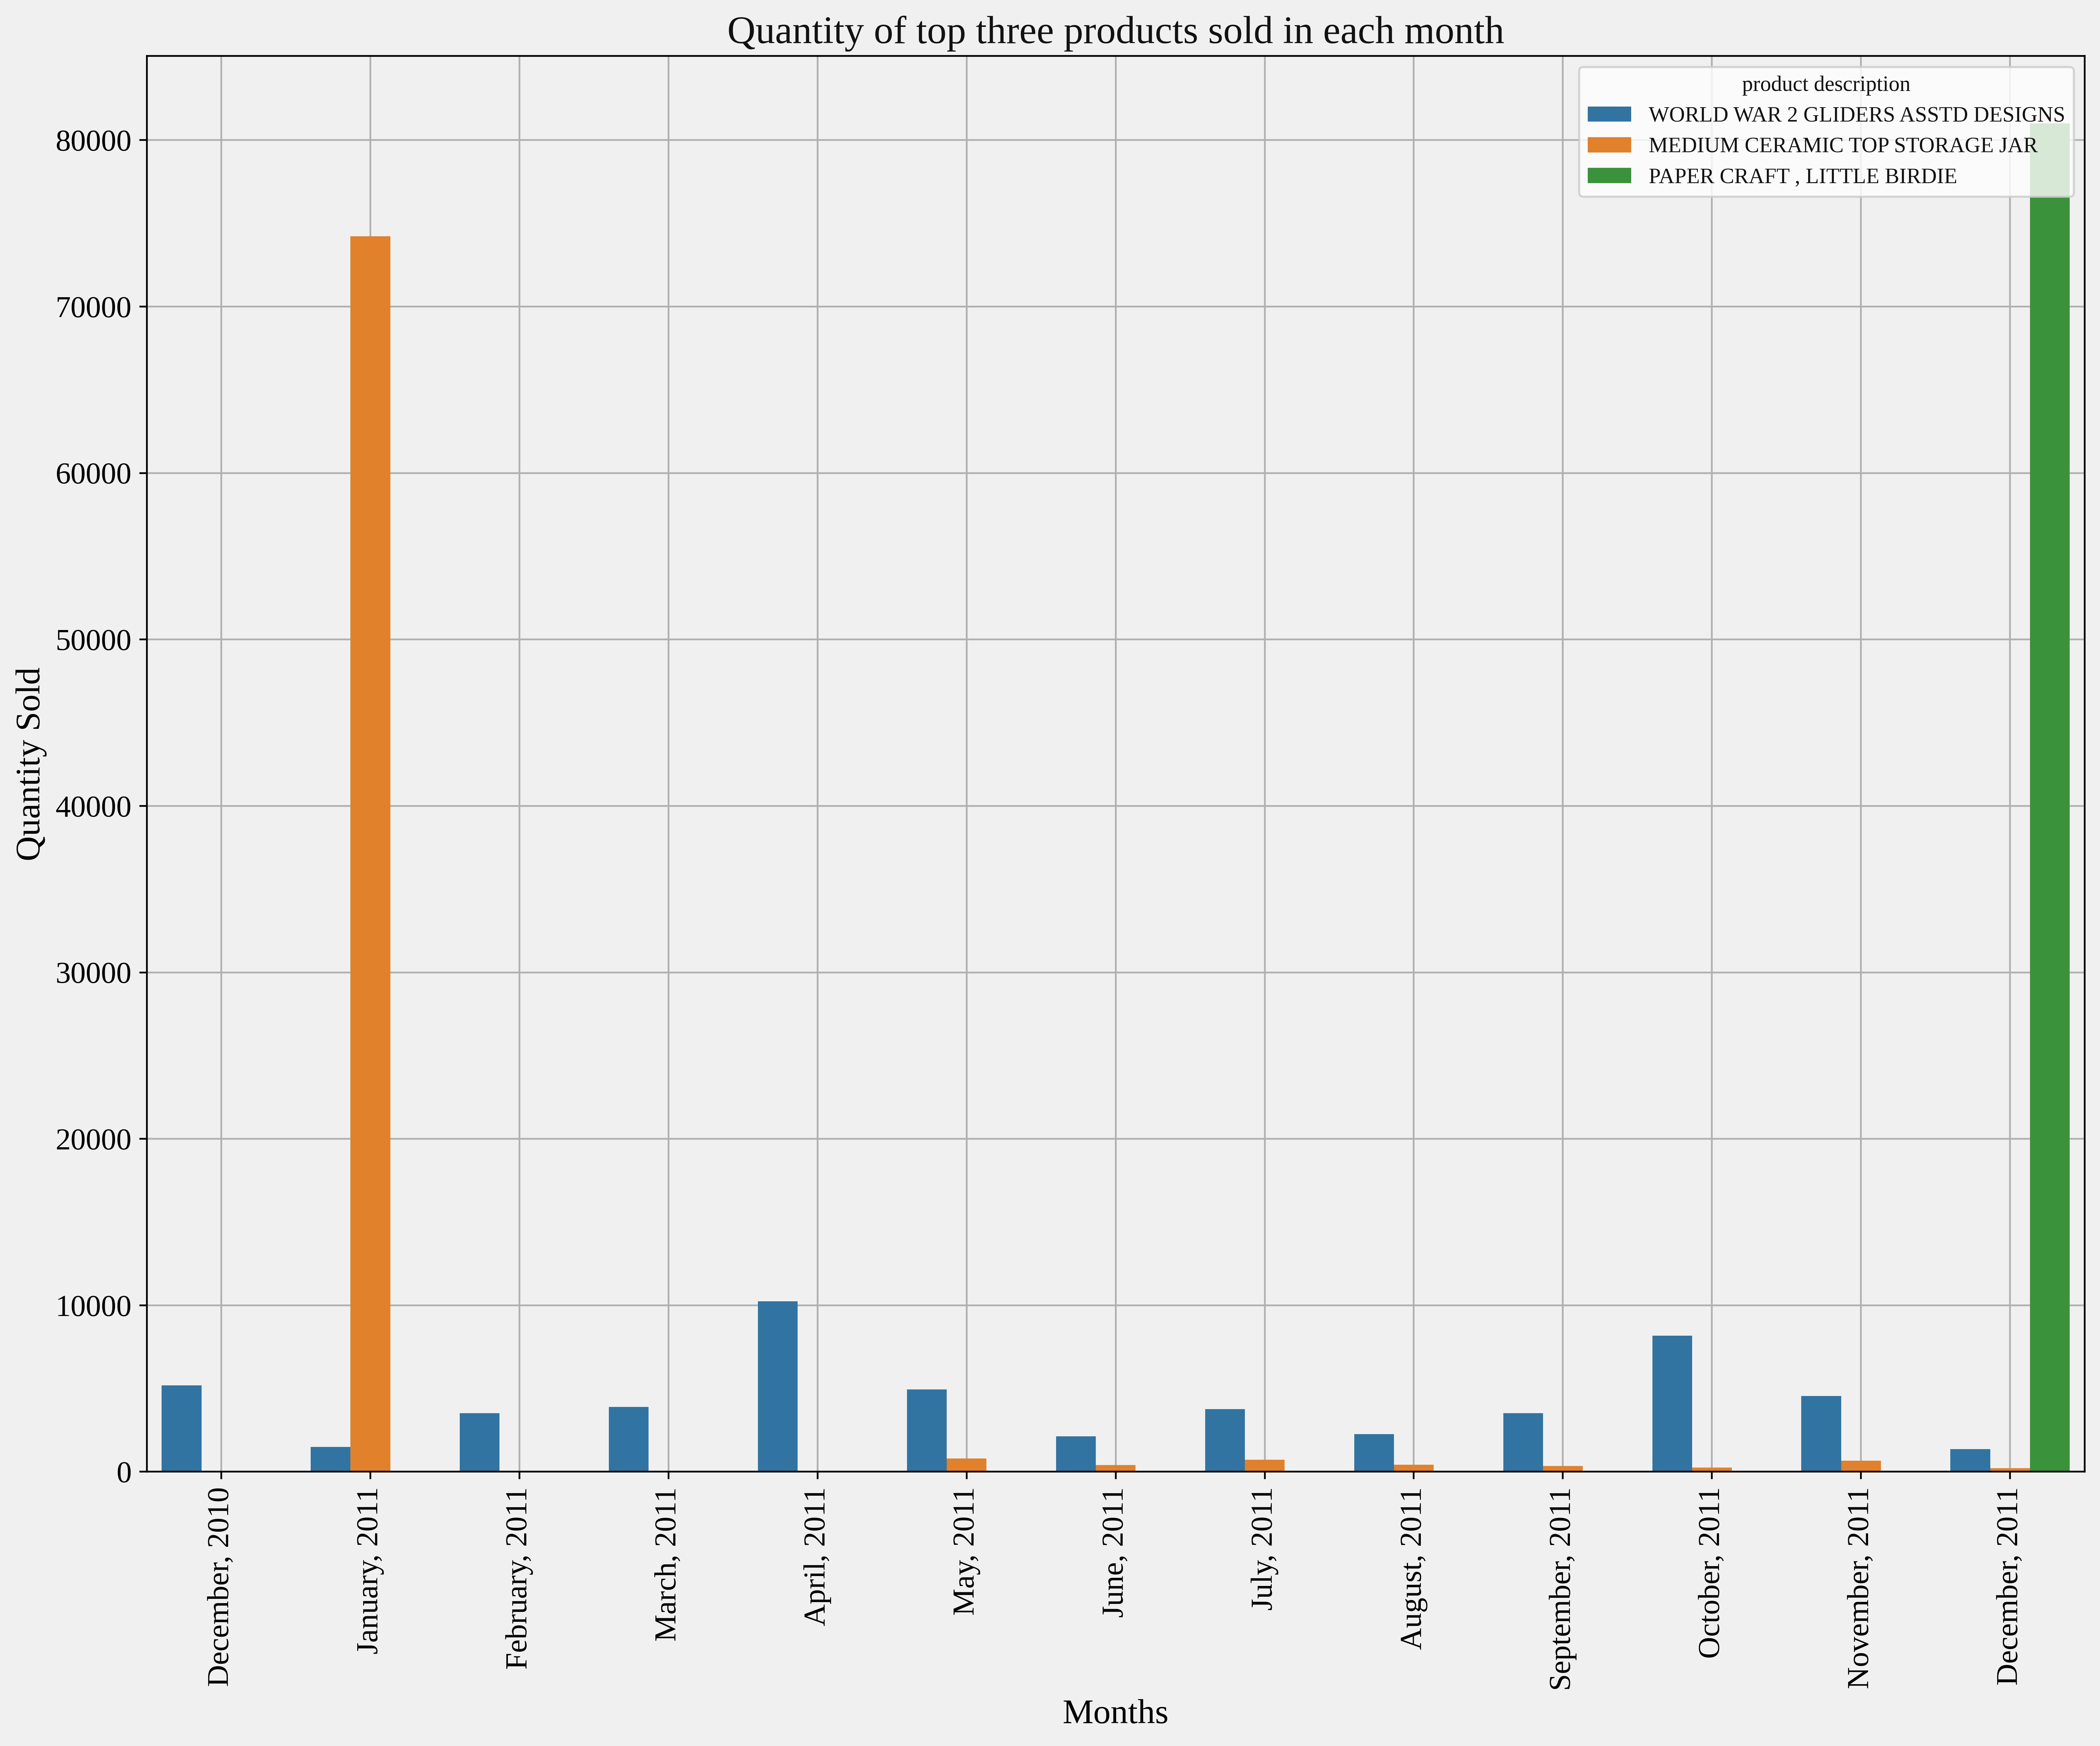 Quantity of top three products sold in each month
product description
WORLD WAR 2 GLIDERS ASSTD DESIGNS
MEDIUM CERAMIC TOP STORAGE JAR
PAPER CRAFT , LITTLE BIRDIE
Quantity Sold
80000
70000
60000
50000
40000
30000
20000
10000
0
December, 2010
January, 2011
February, 2011
March, 2011
April, 2011
May, 2011
June, 2011
July, 2011
August, 2011
September, 2011
October, 2011
November, 2011
December, 2011
Months